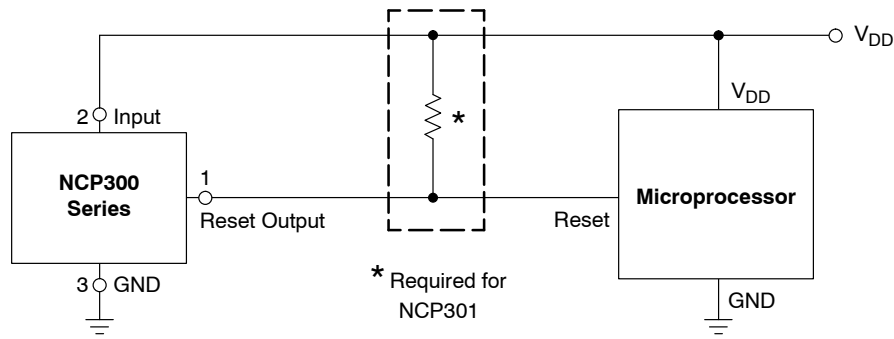 V_DD
V_DD
2 Input
*
NCP300
Series
1
Reset Output
Reset
Microprocessor
3 GND
* Required for
NCP301
GND